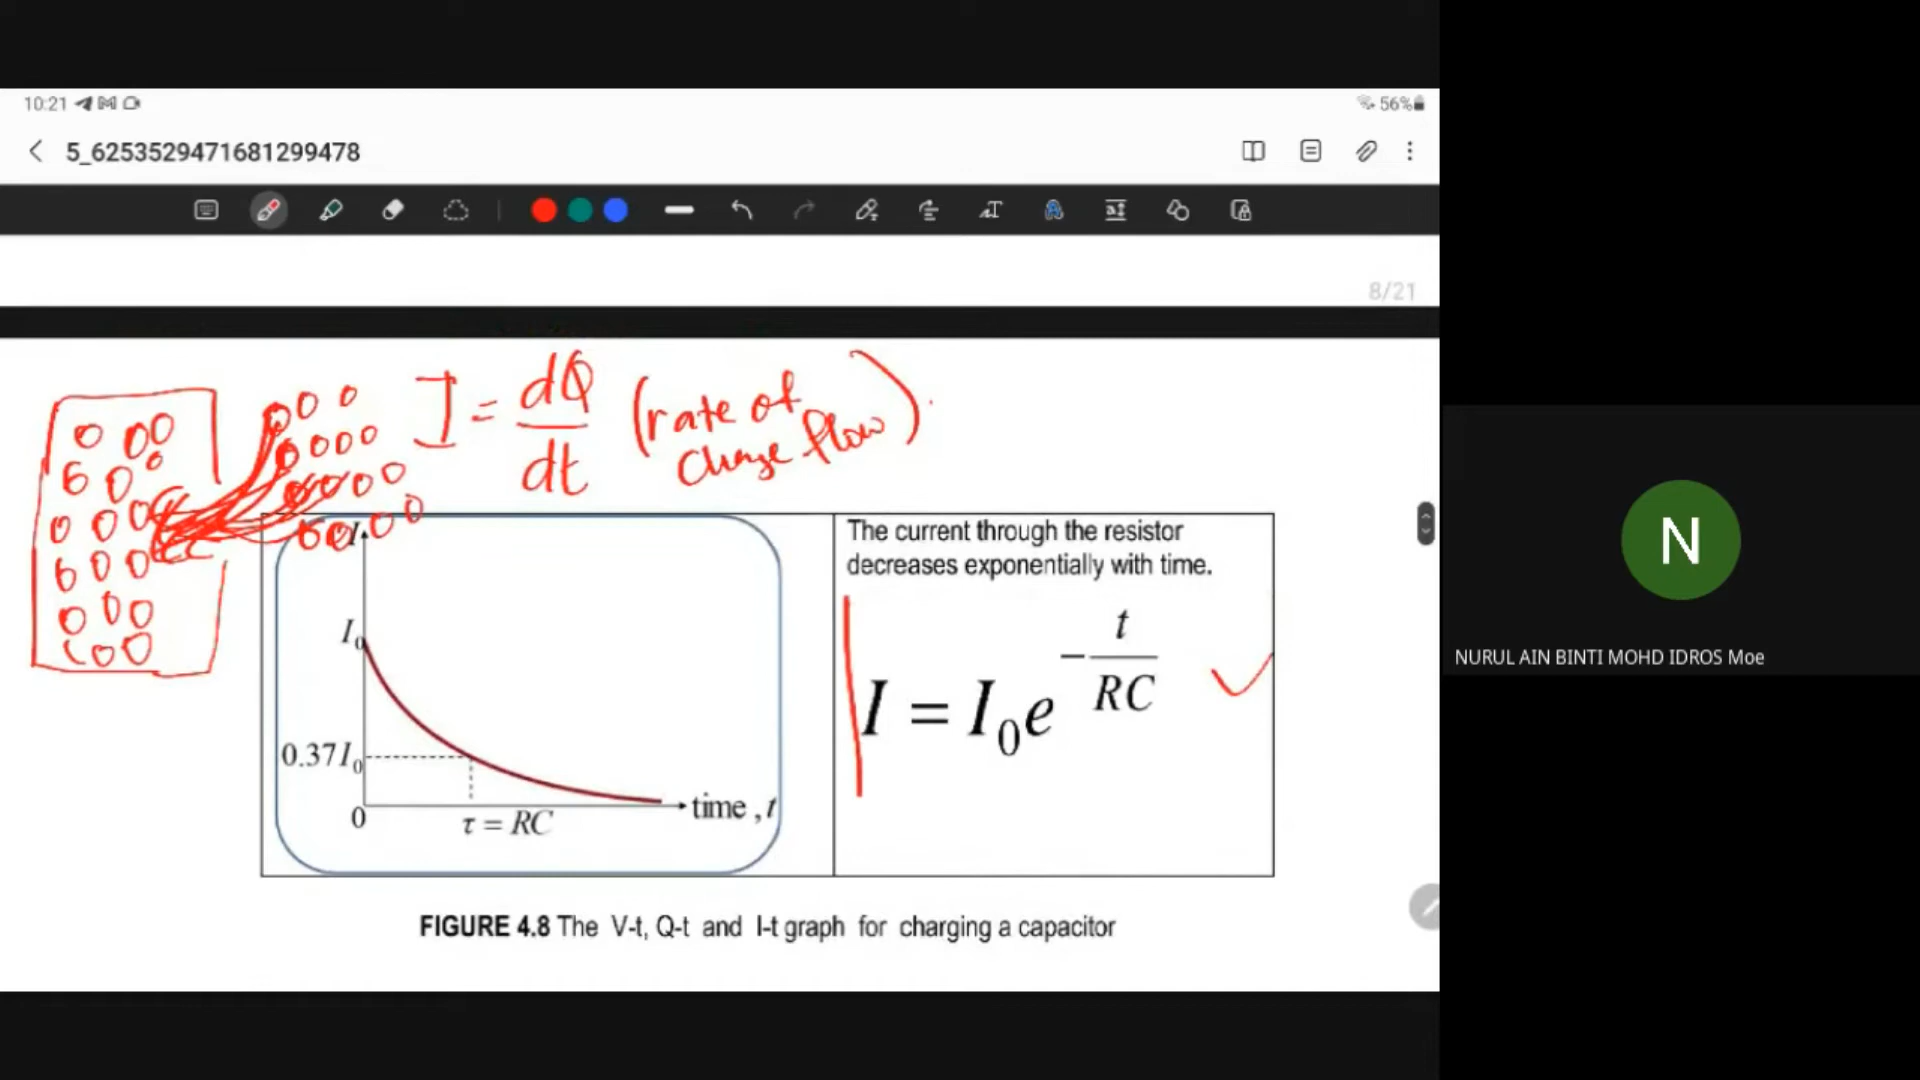 10:21
56%
5_6253529471681299478
8/21
I = dQ/dt (rate of
charge flow).
I
I₀
0.37I₀
0
τ = RC
time , t
The current through the resistor
decreases exponentially with time.
I = I₀e^(-t/RC)
FIGURE 4.8 The V-t, Q-t and I-t graph for charging a capacitor
N
NURUL AIN BINTI MOHD IDROS Moe